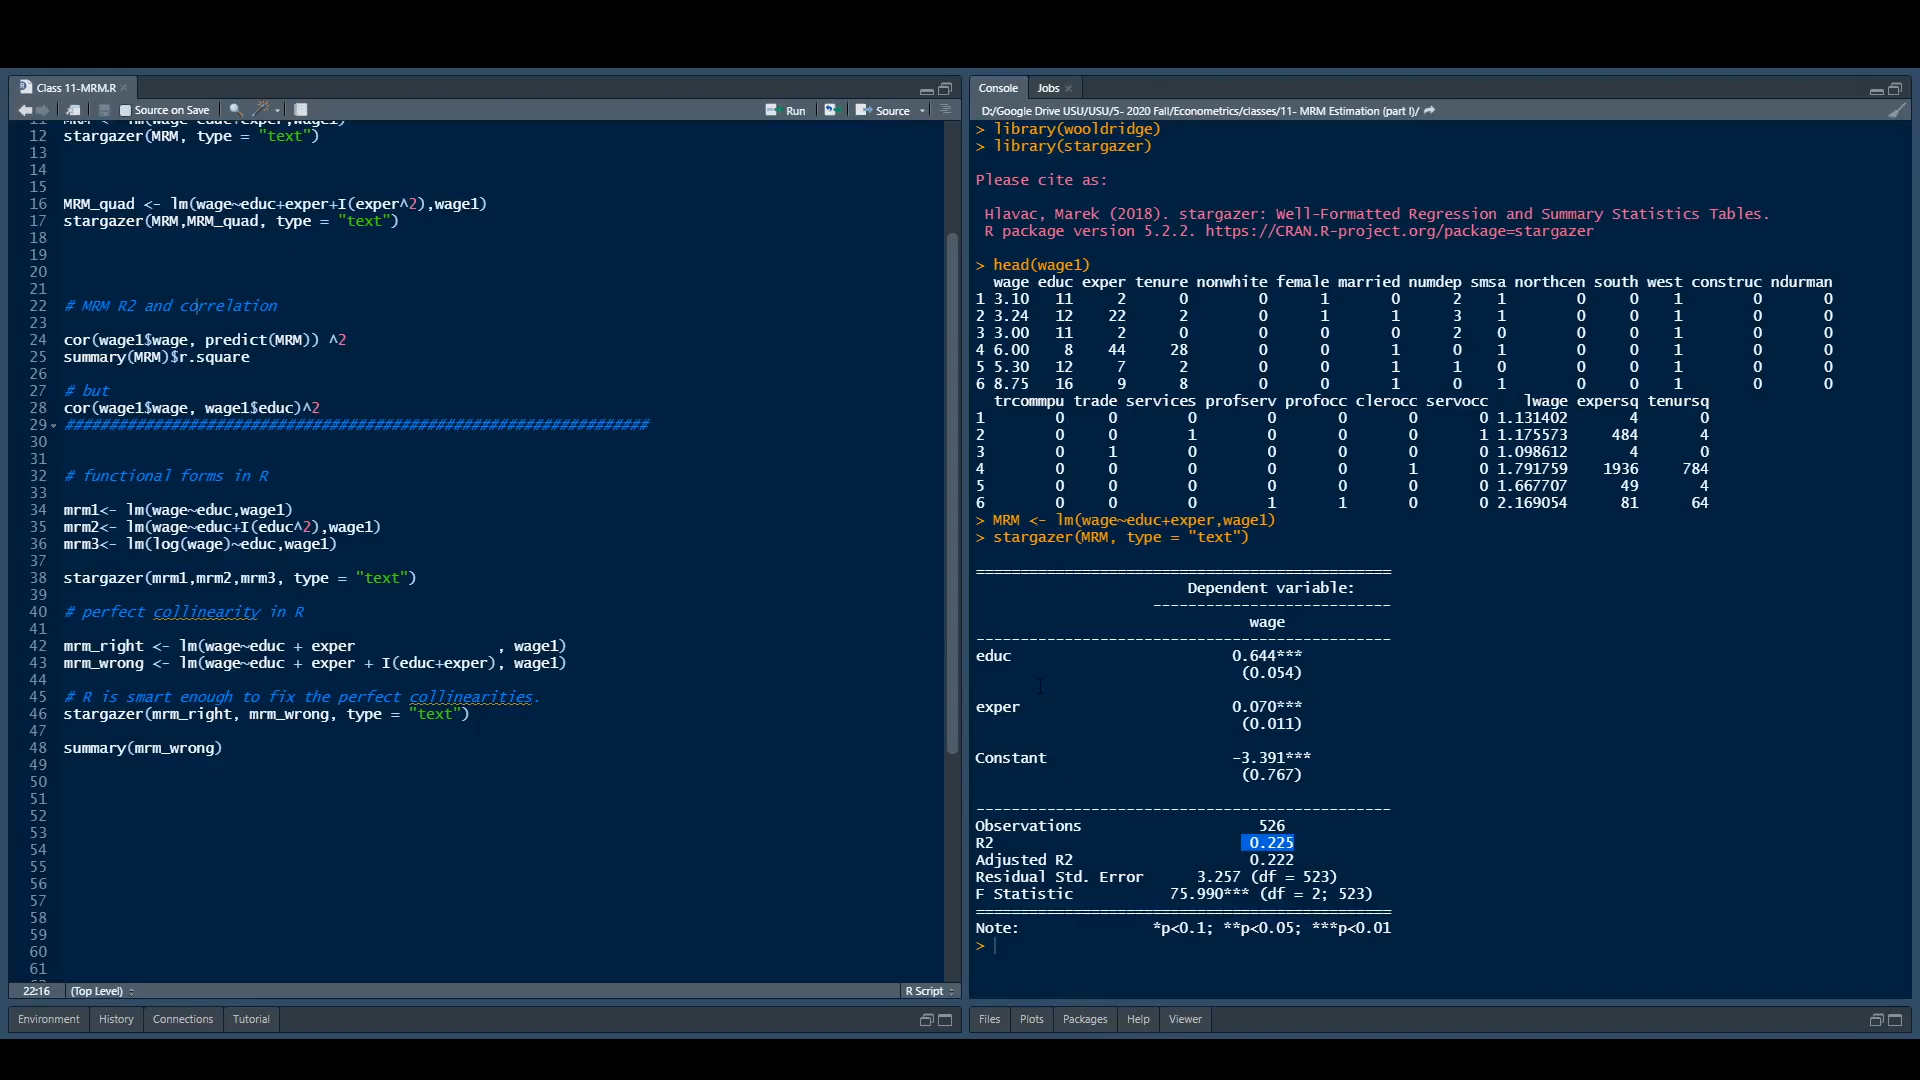 Class 11-MRM.R
Source on Save
Run
Source
12 stargazer(MRM, type = "text")
13
14
15
16 MRM_quad <- lm(wage~educ+exper+I(exper^2),wage1)
17 stargazer(MRM,MRM_quad, type = "text")
18
19
20
21
22 # MRM R2 and correlation
23
24 cor(wage1$wage, predict(MRM)) ^2
25 summary(MRM)$r.square
26
27 # but
28 cor(wage1$wage, wage1$educ)^2
29 ##################################################################
30
31
32 # functional forms in R
33
34 mrm1<- lm(wage~educ,wage1)
35 mrm2<- lm(wage~educ+I(educ^2),wage1)
36 mrm3<- lm(log(wage)~educ,wage1)
37
38 stargazer(mrm1,mrm2,mrm3, type = "text")
39
40 # perfect collinearity in R
41
42 mrm_right <- lm(wage~educ + exper                , wage1)
43 mrm_wrong <- lm(wage~educ + exper + I(educ+exper), wage1)
44
45 # R is smart enough to fix the perfect collinearities.
46 stargazer(mrm_right, mrm_wrong, type = "text")
47
48 summary(mrm_wrong)
49
50
51
52
53
54
55
56
57
58
59
60
61
22:16 (Top Level) R Script
Environment History Connections Tutorial
Console Jobs
D:/Google Drive USU/USU/5- 2020 Fall/Econometrics/classes/11- MRM Estimation (part I)/
> library(wooldridge)
> library(stargazer)
Please cite as:
Hlavac, Marek (2018). stargazer: Well-Formatted Regression and Summary Statistics Tables.
R package version 5.2.2. https://CRAN.R-project.org/package=stargazer
> head(wage1)
wage educ exper tenure nonwhite female married numdep smsa northcen south west construc ndurman
1 3.10 11 2 0 0 1 0 2 1 0 0 1 0 0
2 3.24 12 22 2 0 1 1 3 1 0 0 1 0 0
3 3.00 11 2 0 0 0 0 2 0 0 0 1 0 0
4 6.00 8 44 28 0 0 1 0 1 0 0 1 0 0
5 5.30 12 7 2 0 0 1 1 0 0 0 1 0 0
6 8.75 16 9 8 0 0 1 0 1 0 0 1 0 0
trcommpu trade services profserv profocc clerocc servocc lwage expersq tenursq
1 0 0 0 0 0 0 0 1.131402 4 0
2 0 0 1 0 0 0 1 1.175573 484 4
3 0 1 0 0 0 0 0 1.098612 4 0
4 0 0 0 0 0 1 0 1.791759 1936 784
5 0 0 0 0 0 0 0 1.667707 49 4
6 0 0 0 1 1 0 0 2.169054 81 64
> MRM <- lm(wage~educ+exper,wage1)
> stargazer(MRM, type = "text")
===============================================
Dependent variable:
---------------------------
wage
-----------------------------------------------
educ 0.644***
(0.054)
exper 0.070***
(0.011)
Constant -3.391***
(0.767)
-----------------------------------------------
Observations 526
R2 0.225
Adjusted R2 0.222
Residual Std. Error 3.257 (df = 523)
F Statistic 75.990*** (df = 2; 523)
===============================================
Note: *p<0.1; **p<0.05; ***p<0.01
>
Files Plots Packages Help Viewer